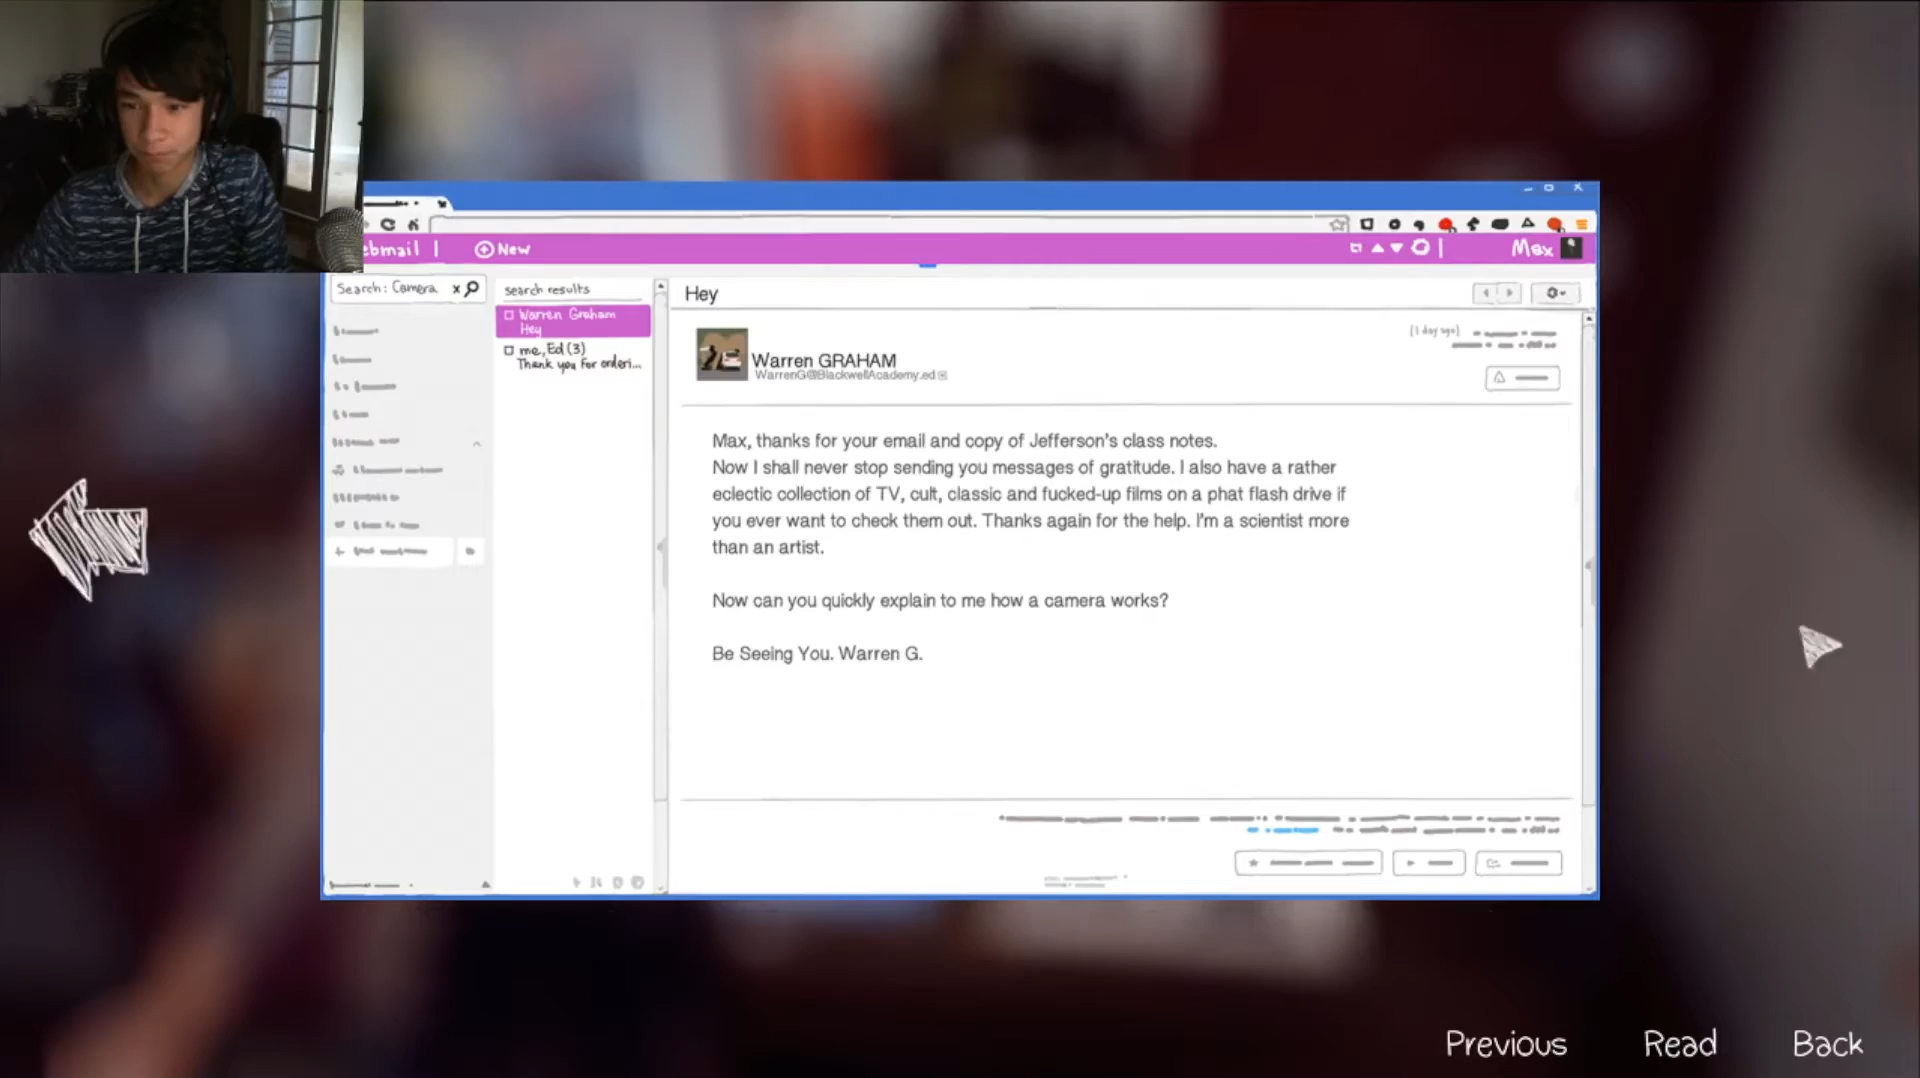 ebmail | New
Max
Search: Camera x
search results
Warren Graham
Hey
me, Ed (3)
Thank you for orderi...
Hey
(1 day ago)
Warren GRAHAM
WarrenG@BlackwellAcademy.ed
Max, thanks for your email and copy of Jefferson's class notes.
Now I shall never stop sending you messages of gratitude. I also have a rather
eclectic collection of TV, cult, classic and fucked-up films on a phat flash drive if
you ever want to check them out. Thanks again for the help. I'm a scientist more
than an artist.
Now can you quickly explain to me how a camera works?
Be Seeing You. Warren G.
Previous Read Back